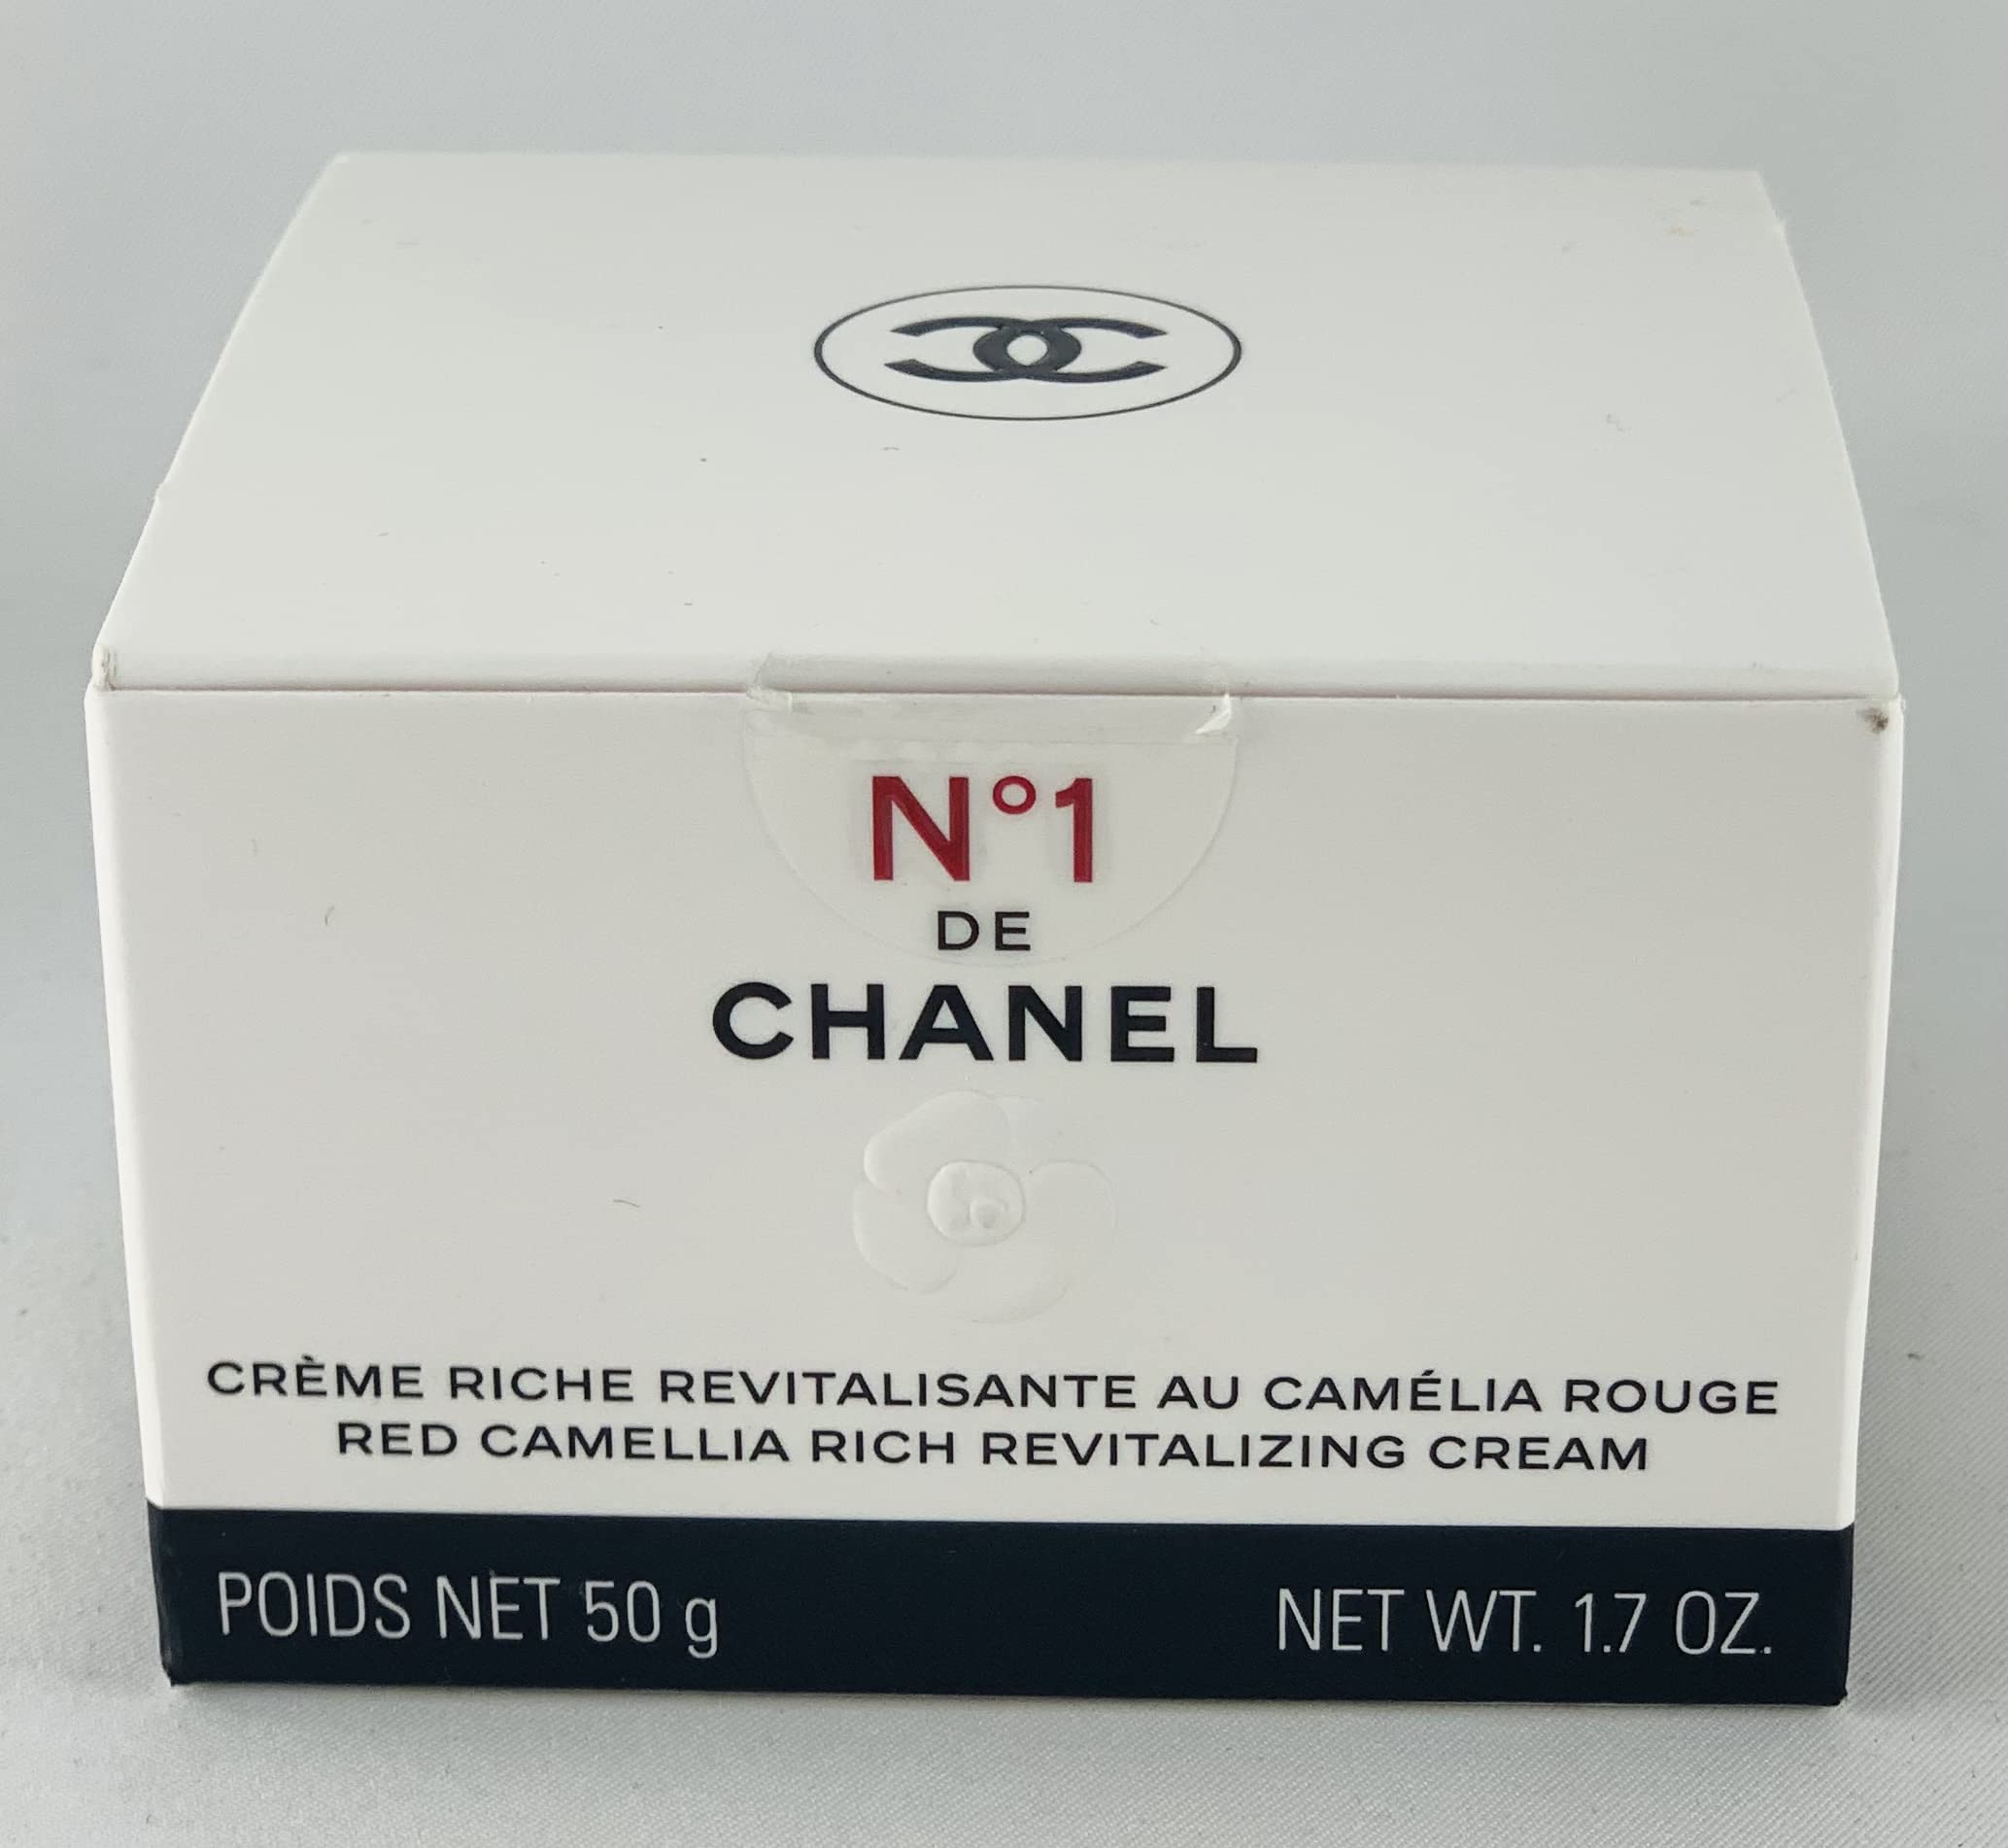 N°1
DE
CHANEL
CRÈME RICHE REVITALISANTE AU CAMÉLIA ROUGE
RED CAMELLIA RICH REVITALIZING CREAM
POIDS NET 50 g NET WT. 1.7 OZ.